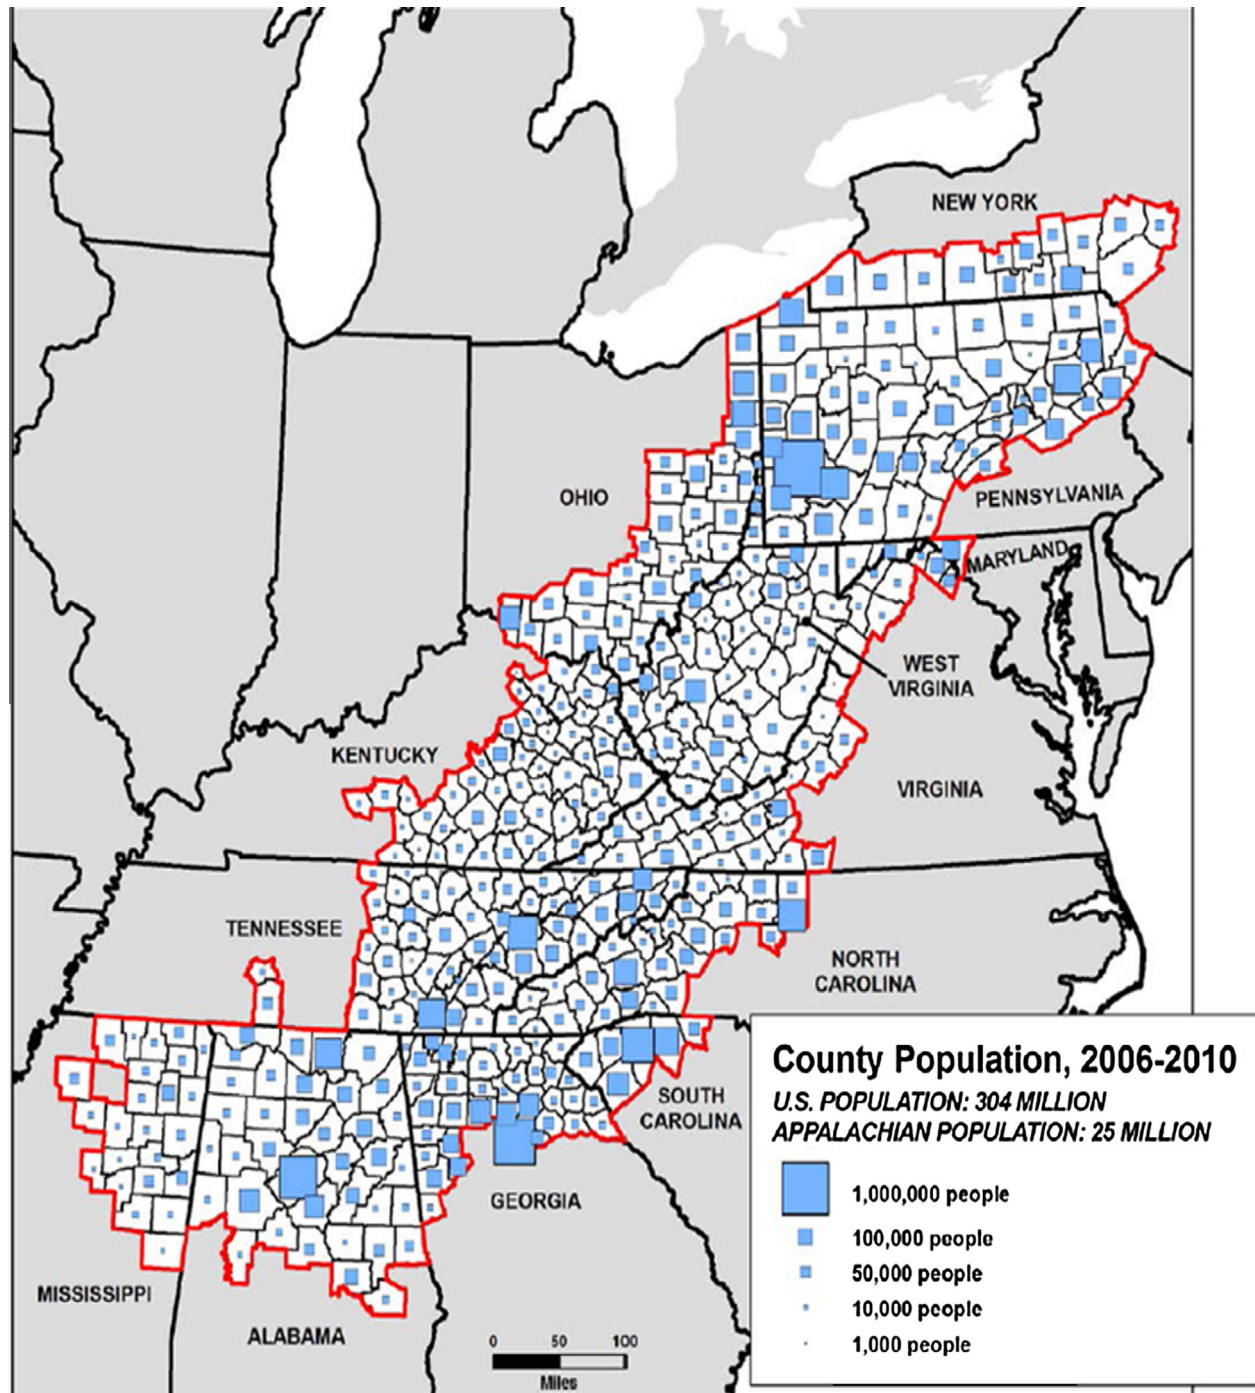 NEW YORK
OHIO
PENNSYLVANIA
MARYLAND
WEST
VIRGINIA
KENTUCKY
VIRGINIA
TENNESSEE
NORTH
CAROLINA
County Population, 2006-2010
U.S. POPULATION: 304 MILLION
APPALACHIAN POPULATION: 25 MILLION
SOUTH
CAROLINA
1,000,000 people
GEORGIA
100,000 people
50,000 people
MISSISSIPPI
10,000 people
ALABAMA
1,000 people
0 50 100
Miles